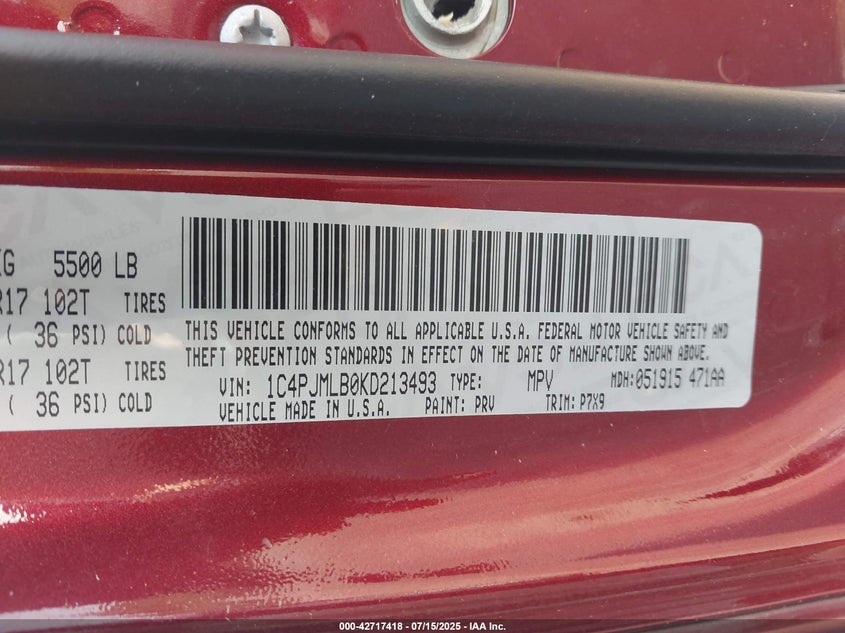 KG 5500 LB
R17 102T TIRES
( 36 PSI) COLD
R17 102T TIRES
( 36 PSI) COLD
THIS VEHICLE CONFORMS TO ALL APPLICABLE U.S.A. FEDERAL MOTOR VEHICLE SAFETY AND
THEFT PREVENTION STANDARDS IN EFFECT ON THE DATE OF MANUFACTURE SHOWN ABOVE.
VIN: 1C4PJMLB0KD213493 TYPE: MPV MDH: 051915 471AA
VEHICLE MADE IN U.S.A. PAINT: PRV TRIM: P7X9
000-42717418 - 07/15/2025 - IAA Inc.